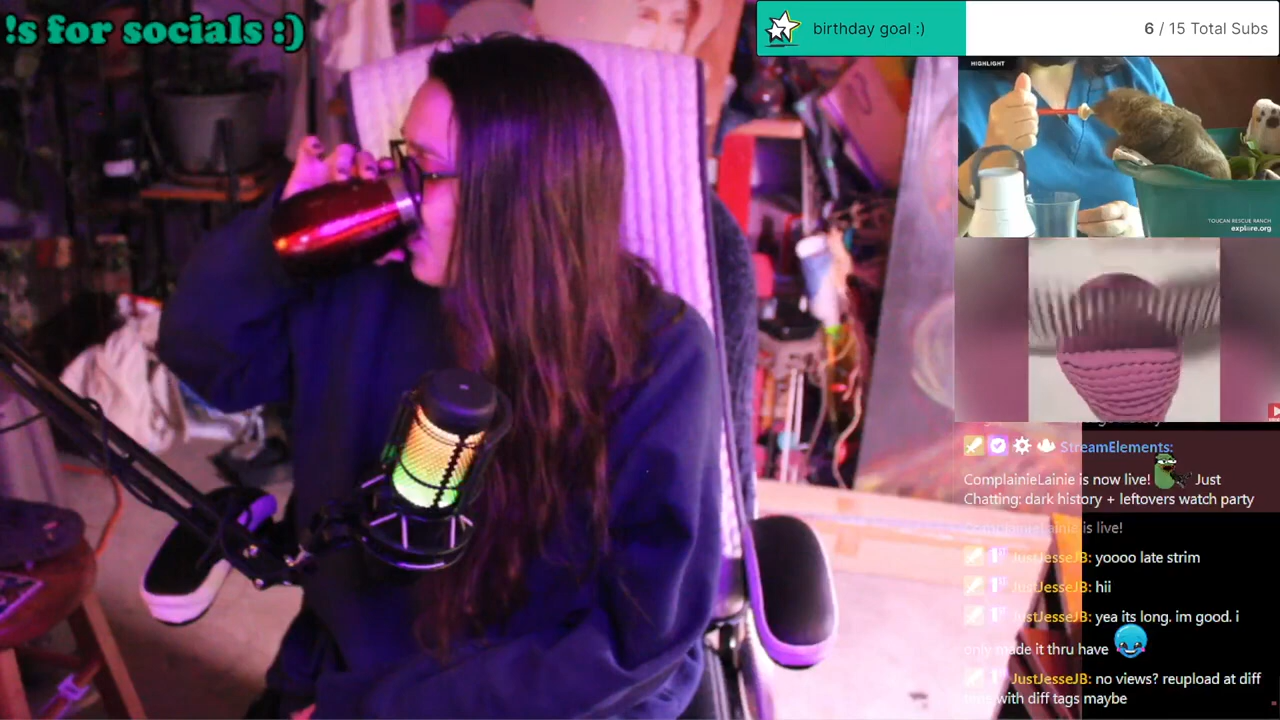 !s for socials :)
birthday goal :)
6 / 15 Total Subs
HIGHLIGHT
TOUCAN RESCUE RANCH
explore.org
StreamElements:
ComplainieLainie is now live! Just
Chatting: dark history + leftovers watch party
is live!
JustJesseJB: yoooo late strim
JustJesseJB: hii
JustJesseJB: yea its long. im good. i
only made it thru have
JustJesseJB: no views? reupload at diff
with diff tags maybe